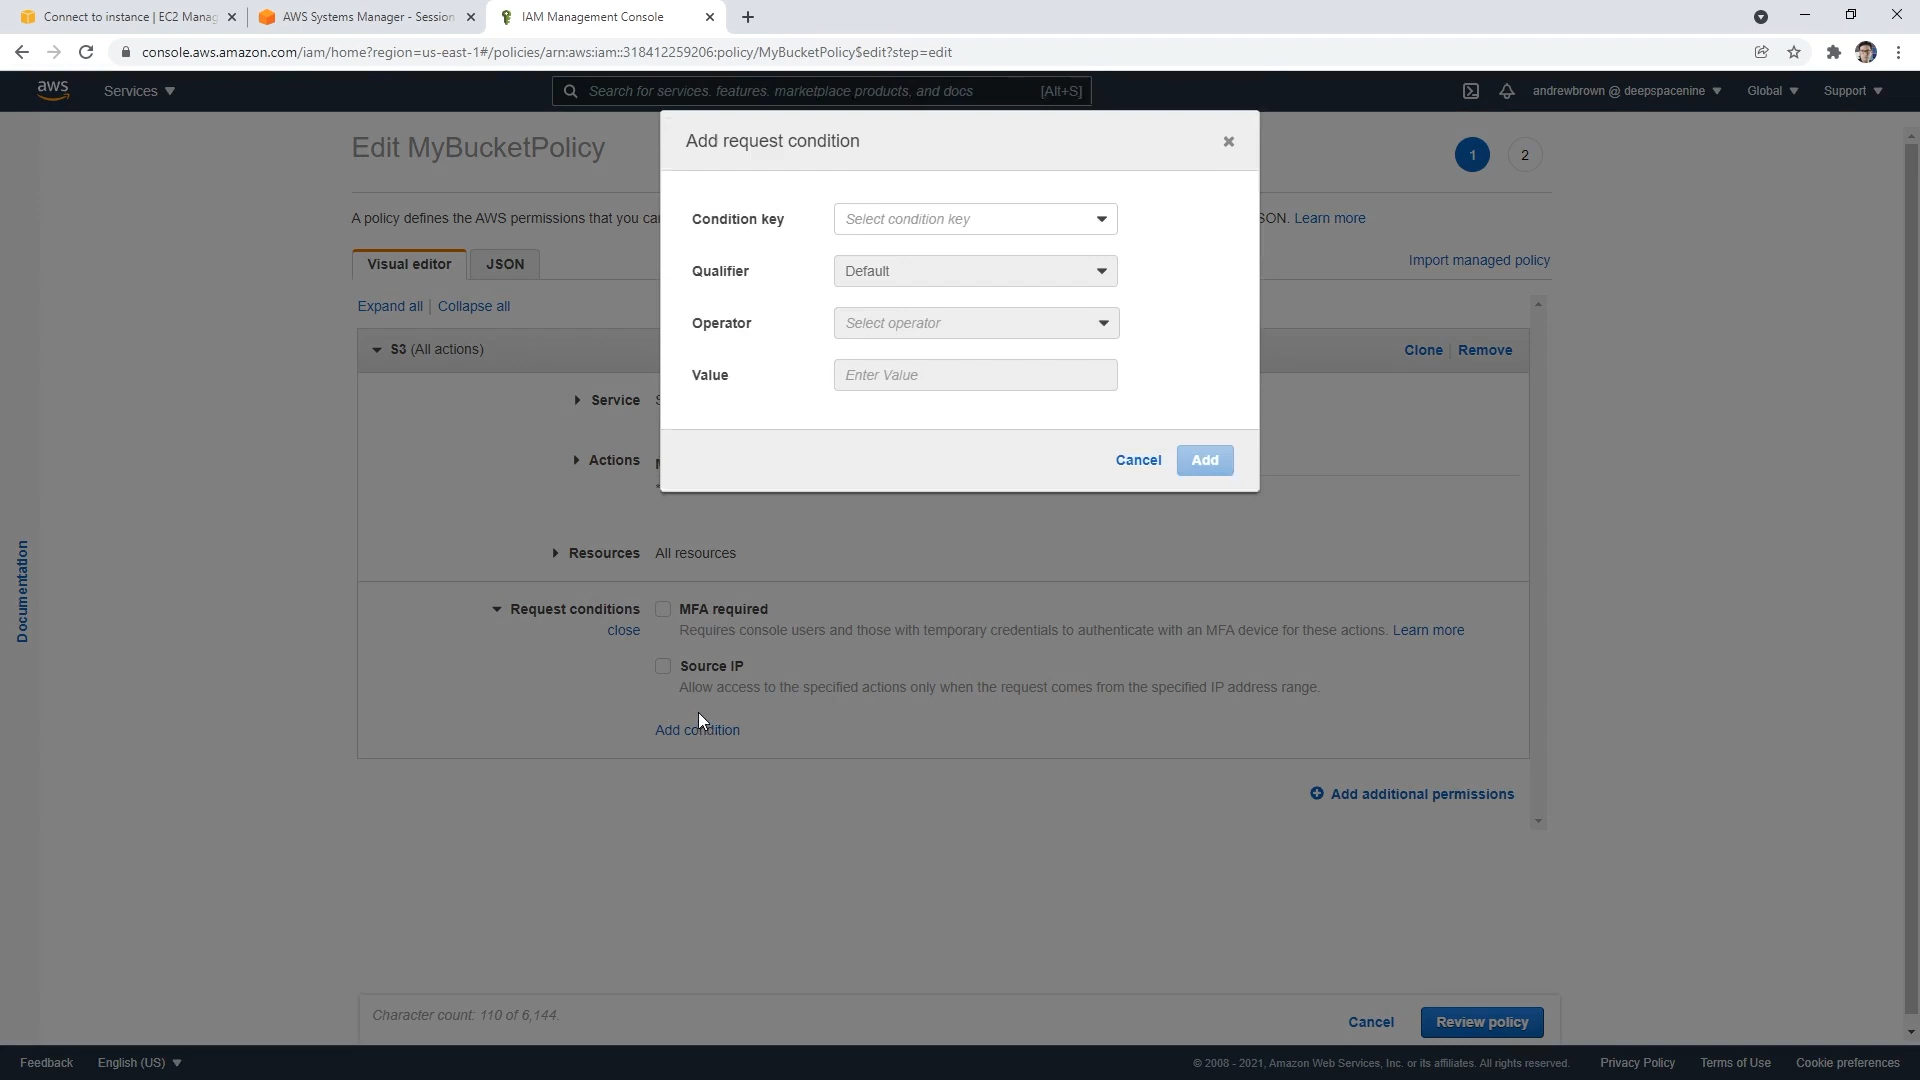 Connect to instance | EC2 Manag
AWS Systems Manager - Session
IAM Management Console
console.aws.amazon.com/iam/home?region=us-east-1#/policies/arn:aws:iam::318412259206:policy/MyBucketPolicy$edit?step=edit
aws
Services
Search for services, features, marketplace products, and docs
[Alt+S]
andrewbrown @ deepspacenine
Global
Support
Edit MyBucketPolicy
1
2
Add request condition
A policy defines the AWS permissions that you
SON. Learn more
Visual editor
JSON
Import managed policy
Expand all
Collapse all
Condition key
Select condition key
Qualifier
Default
Operator
Select operator
Value
Enter Value
Cancel
Add
S3 (All actions)
Clone
Remove
Service
Actions
Resources
All resources
Request conditions
close
MFA required
Requires console users and those with temporary credentials to authenticate with an MFA device for these actions. Learn more
Source IP
Allow access to the specified actions only when the request comes from the specified IP address range.
Add condition
Add additional permissions
Documentation
Character count: 110 of 6,144.
Cancel
Review policy
Feedback
English (US)
© 2008 - 2021, Amazon Web Services, Inc. or its affiliates. All rights reserved.
Privacy Policy
Terms of Use
Cookie preferences